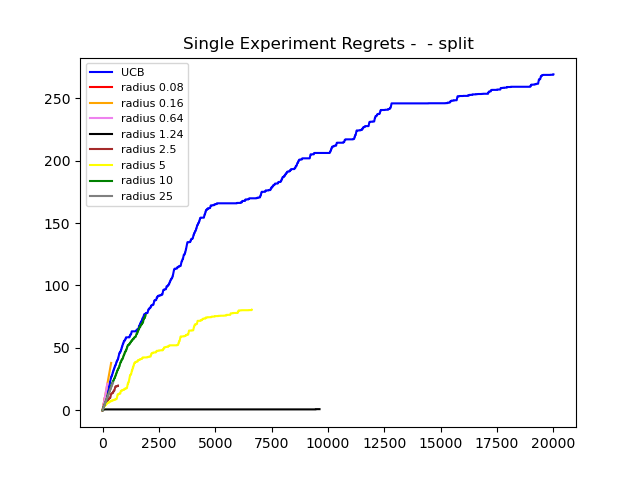 Single Experiment Regrets -  - split
UCB
radius 0.08
radius 0.16
radius 0.64
radius 1.24
radius 2.5
radius 5
radius 10
radius 25
250
200
150
100
50
0
0 2500 5000 7500 10000 12500 15000 17500 20000